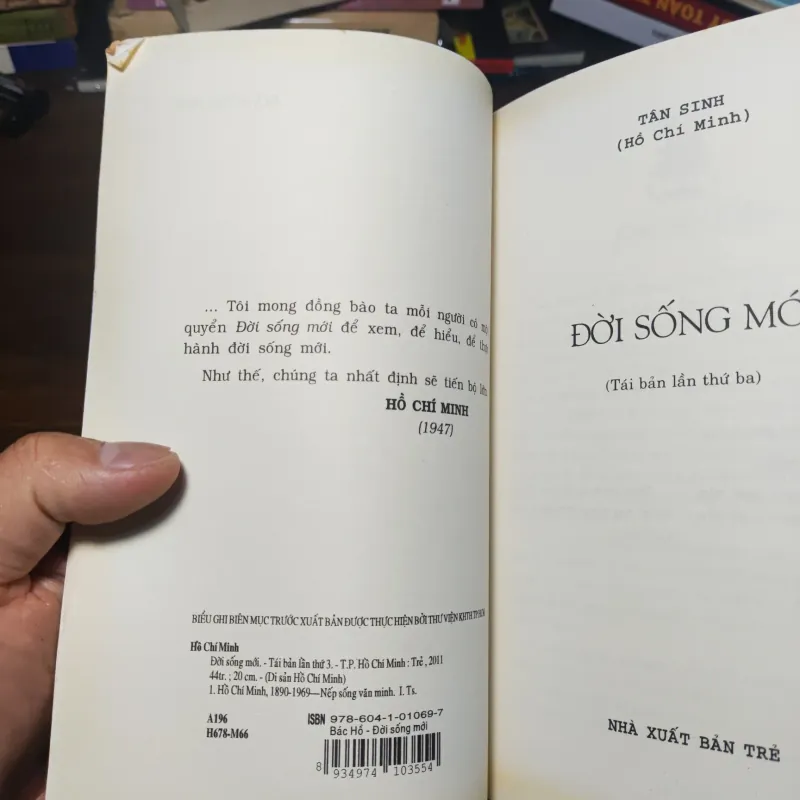 ... Tôi mong đồng bào ta mỗi người có một
quyển Đời sống mới để xem, để hiểu, để thực
hành đời sống mới.
Như thế, chúng ta nhất định sẽ tiến bộ
HỒ CHÍ MINH
(1947)
BIỂU GHI BIÊN MỤC TRƯỚC XUẤT BẢN ĐƯỢC THỰC HIỆN BỞI THƯ VIỆN KHTH TP.HCM
Hồ Chí Minh
Đời sống mới. - Tái bản lần thứ 3. - T.P. Hồ Chí Minh : Trẻ, 2011
44tr. ; 20 cm. - (Di sản Hồ Chí Minh)
1. Hồ Chí Minh, 1890-1969—Nếp sống văn minh. I. Ts.
A196
H678-M66
ISBN 978-604-1-01069-7
Bác Hồ - Đời sống mới
8 934974 103554
TÂN SINH
(Hồ Chí Minh)
ĐỜI SỐNG MỚ
(Tái bản lần thứ ba)
NHÀ XUẤT BẢN TRẺ